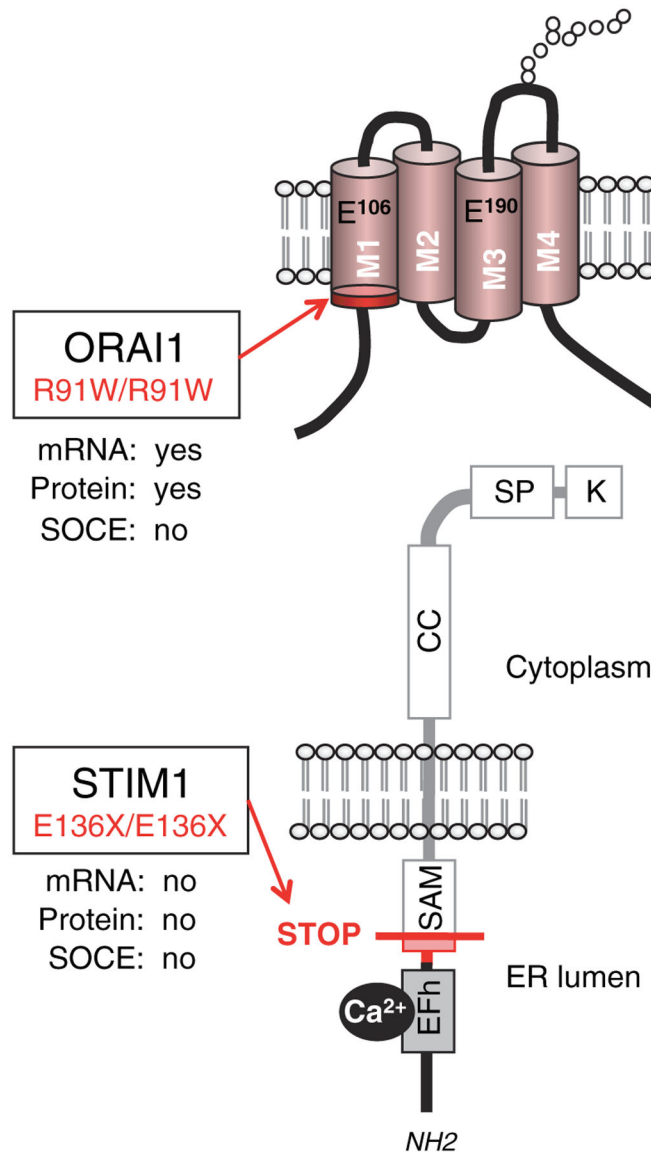 E106
E190
M1
M2
M3
M4
ORAI1
R91W/R91W
mRNA: yes
Protein: yes
SOCE: no
SP
K
CC
Cytoplasm
STIM1
E136X/E136X
mRNA: no
Protein: no
SOCE: no
SAM
STOP
ER lumen
Ca2+
EFh
NH2